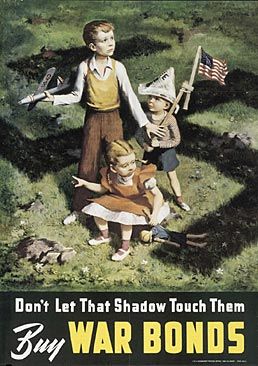 Don't Let That Shadow Touch Them
Buy WAR BONDS